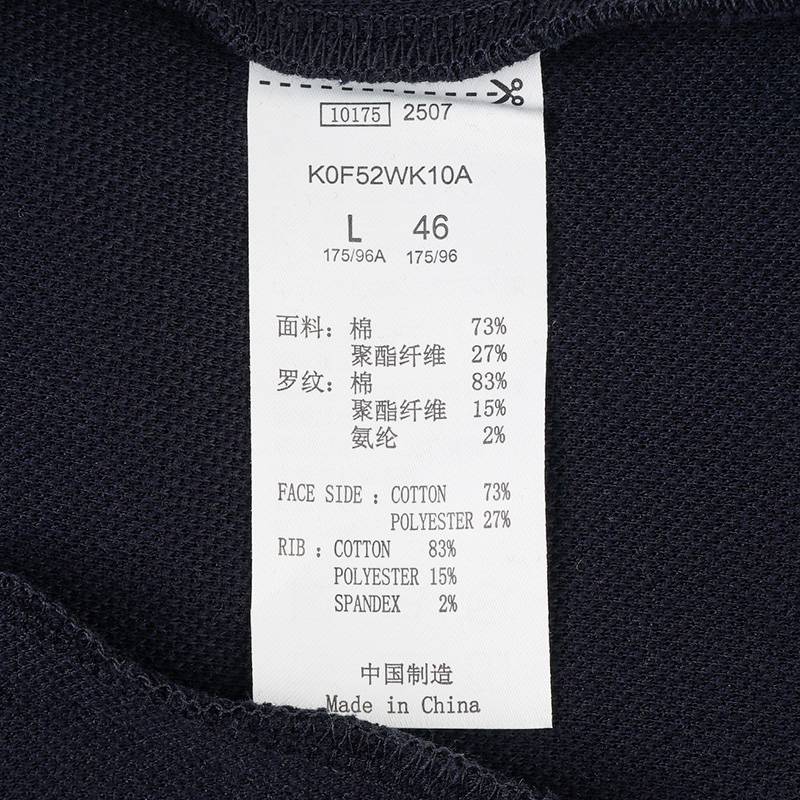 10175 2507
K0F52WK10A
L 46
175/96A 175/96
面料：棉 73%
聚酯纤维 27%
罗纹：棉 83%
聚酯纤维 15%
氨纶 2%
FACE SIDE : COTTON 73%
POLYESTER 27%
RIB : COTTON 83%
POLYESTER 15%
SPANDEX 2%
中国制造
Made in China